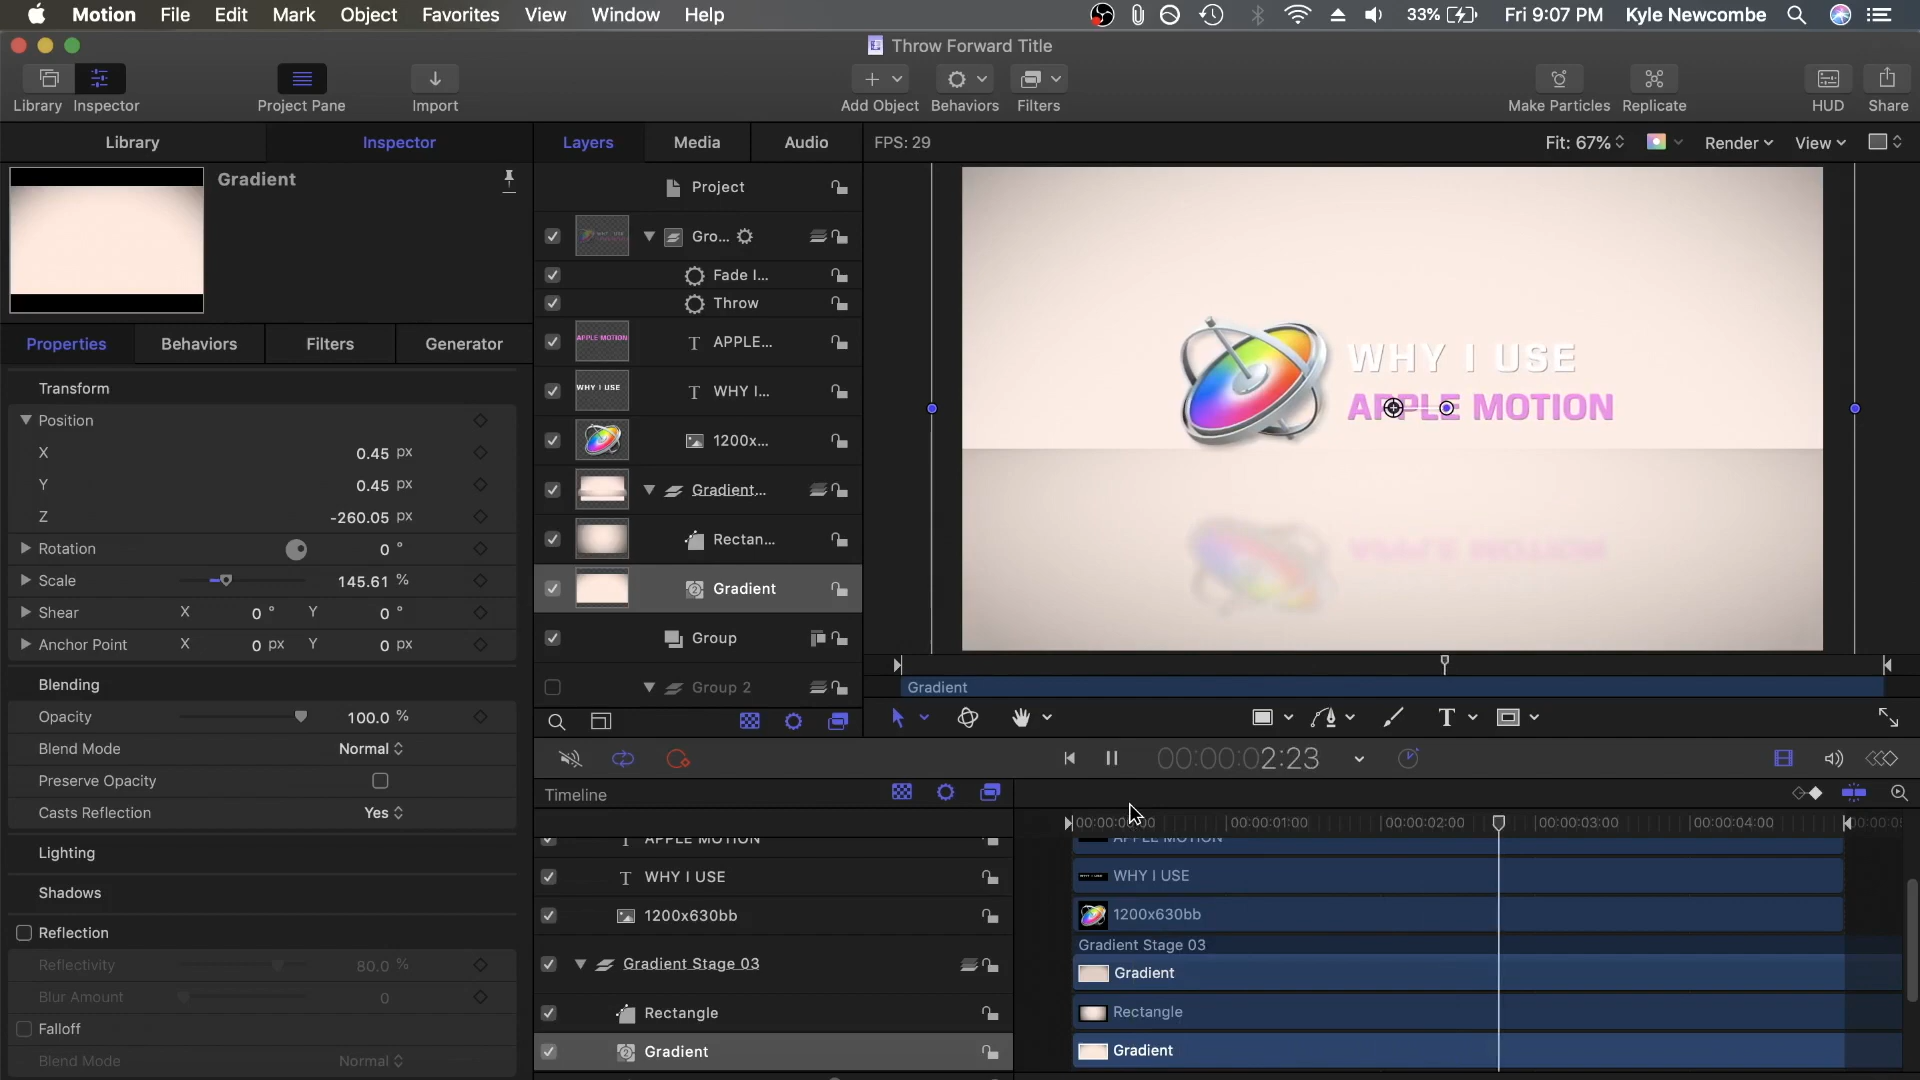 Motion File Edit Mark Object Favorites View Window Help 33% Fri 9:07 PM Kyle Newcombe
Throw Forward Title
Library Inspector Project Pane Import Add Object Behaviors Filters Make Particles Replicate HUD Share
Library Inspector
Gradient
Properties Behaviors Filters Generator
Transform
Position
X 0.45 px
Y 0.45 px
Z -260.05 px
Rotation 0 °
Scale 145.61 %
Shear X 0 ° Y 0 °
Anchor Point X 0 px Y 0 px
Blending
Opacity 100.0 %
Blend Mode Normal
Preserve Opacity
Casts Reflection Yes
Lighting
Shadows
Reflection
Reflectivity 80.0 %
Blur Amount 0
Falloff
Blend Mode Normal
Layers Media Audio
Project
Gro...
Fade I...
Throw
APPLE MOTION APPLE...
WHY I USE WHY I...
1200x...
Gradient...
Rectan...
Gradient
Group
Group 2
FPS: 29 Fit: 67% Render View
WHY I USE
APPLE MOTION
Gradient
T
00:00:02:23
Timeline
00:00:01:00 00:00:02:00 00:00:03:00 00:00:04:00
APPLE MOTION APPLE MOTION
WHY I USE WHY I USE
1200x630bb 1200x630bb
Gradient Stage 03
Gradient Stage 03 Gradient
Rectangle Rectangle
Gradient Gradient